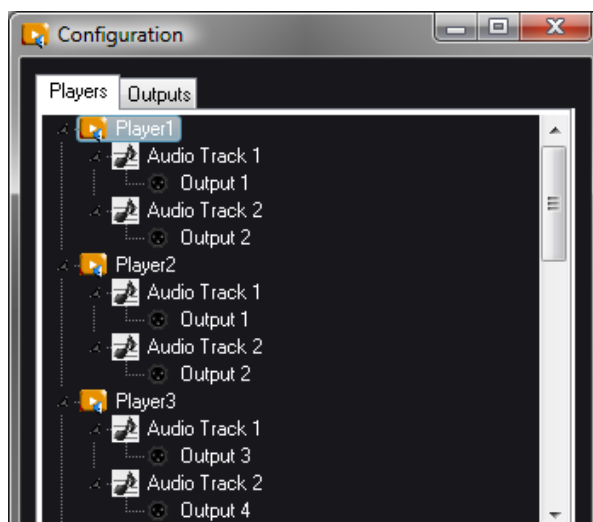 Configuration
Players Outputs
Player1
Audio Track 1
Output 1
Audio Track 2
Output 2
Player2
Audio Track 1
Output 1
Audio Track 2
Output 2
Player3
Audio Track 1
Output 3
Audio Track 2
Output 4